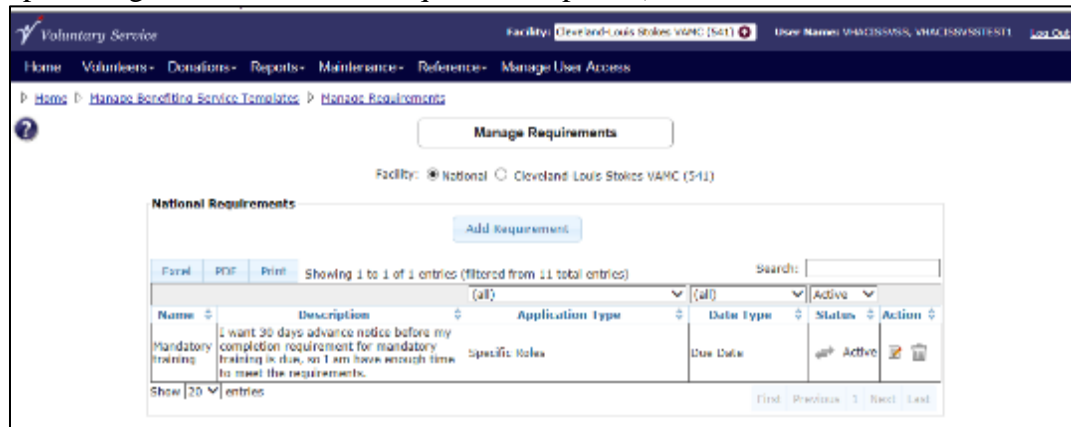 Voluntary Service Facility: Cleveland-Louis Stokes VAMC (541) User Name: VHACISSVSS, VHACISSVSSTEST1 Log Out
Home Volunteers Donations Reports Maintenance Reference Manage User Access
Home Manage Benefiting Service Templates Manage Requirements
?
Manage Requirements
Facility: National Cleveland-Louis Stokes VAMC (541)
National Requirements
Add Requirement
Excel PDF Print Showing 1 to 1 of 1 entries (filtered from 11 total entries) Search:
(all) (all) Active
Name Description Application Type Date Type Status Action
I want 30 days advance notice before my
Mandatory completion requirement for mandatory
training training is due, so I am have enough time Specific Roles Due Date Active
to meet the requirements.
Show 20 entries
First Previous 1 Next Last